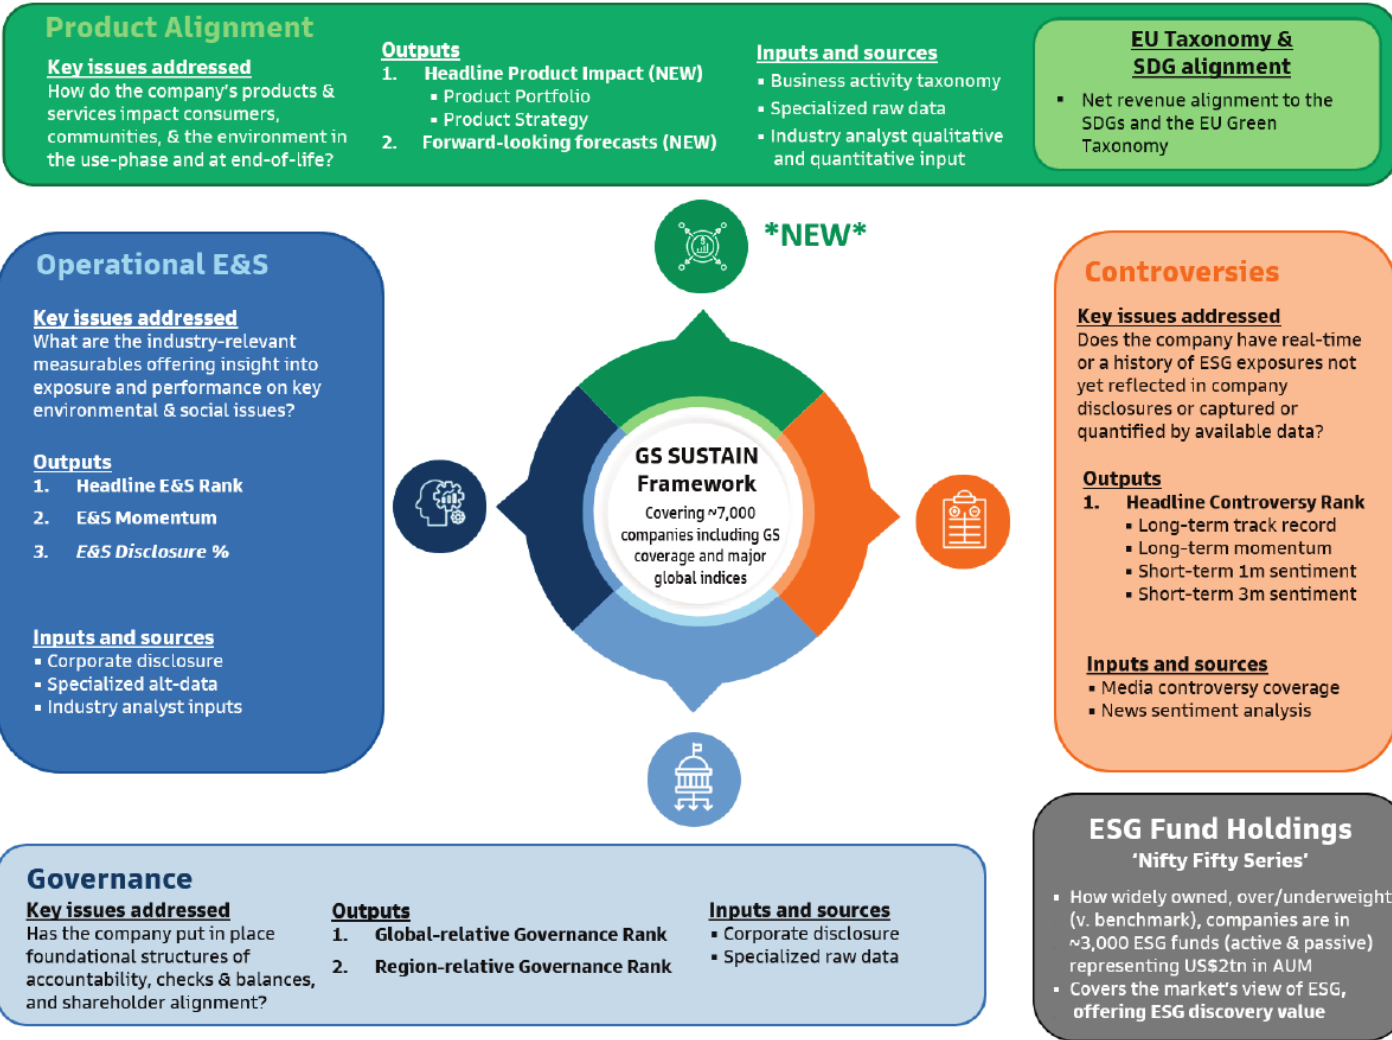 Product Alignment
Key issues addressed
How do the company's products &
services impact consumers,
communities, & the environment in
the use-phase and at end-of-life?
Outputs
1. Headline Product Impact (NEW)
▪ Product Portfolio
▪ Product Strategy
2. Forward-looking forecasts (NEW)
Inputs and sources
▪ Business activity taxonomy
▪ Specialized raw data
▪ Industry analyst qualitative
and quantitative input
EU Taxonomy &
SDG alignment
▪ Net revenue alignment to the
SDGs and the EU Green
Taxonomy
*NEW*
Operational E&S
Key issues addressed
What are the industry-relevant
measurables offering insight into
exposure and performance on key
environmental & social issues?
Outputs
1. Headline E&S Rank
2. E&S Momentum
3. E&S Disclosure %
Inputs and sources
▪ Corporate disclosure
▪ Specialized alt-data
▪ Industry analyst inputs
GS SUSTAIN
Framework
Covering ~7,000
companies including GS
coverage and major
global indices
Controversies
Key issues addressed
Does the company have real-time
or a history of ESG exposures not
yet reflected in company
disclosures or captured or
quantified by available data?
Outputs
1. Headline Controversy Rank
▪ Long-term track record
▪ Long-term momentum
▪ Short-term 1m sentiment
▪ Short-term 3m sentiment
Inputs and sources
▪ Media controversy coverage
▪ News sentiment analysis
Governance
Key issues addressed
Has the company put in place
foundational structures of
accountability, checks & balances,
and shareholder alignment?
Outputs
1. Global-relative Governance Rank
2. Region-relative Governance Rank
Inputs and sources
▪ Corporate disclosure
▪ Specialized raw data
ESG Fund Holdings
'Nifty Fifty Series'
▪ How widely owned, over/underweight
(v. benchmark), companies are in
~3,000 ESG funds (active & passive)
representing US$2tn in AUM
▪ Covers the market's view of ESG,
offering ESG discovery value